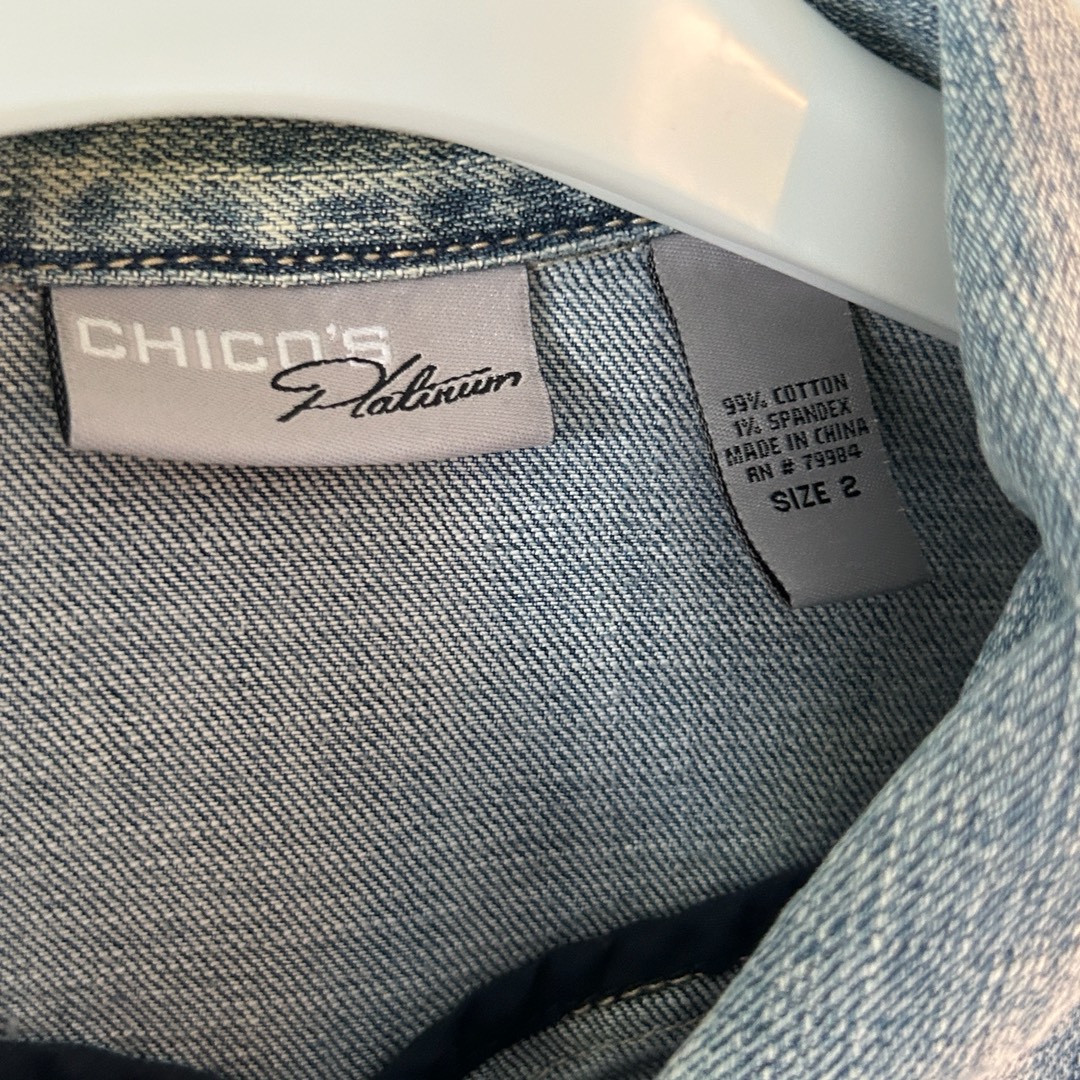 CHICO'S
Platinum
99% COTTON
1% SPANDEX
MADE IN CHINA
RN # 79984
SIZE 2